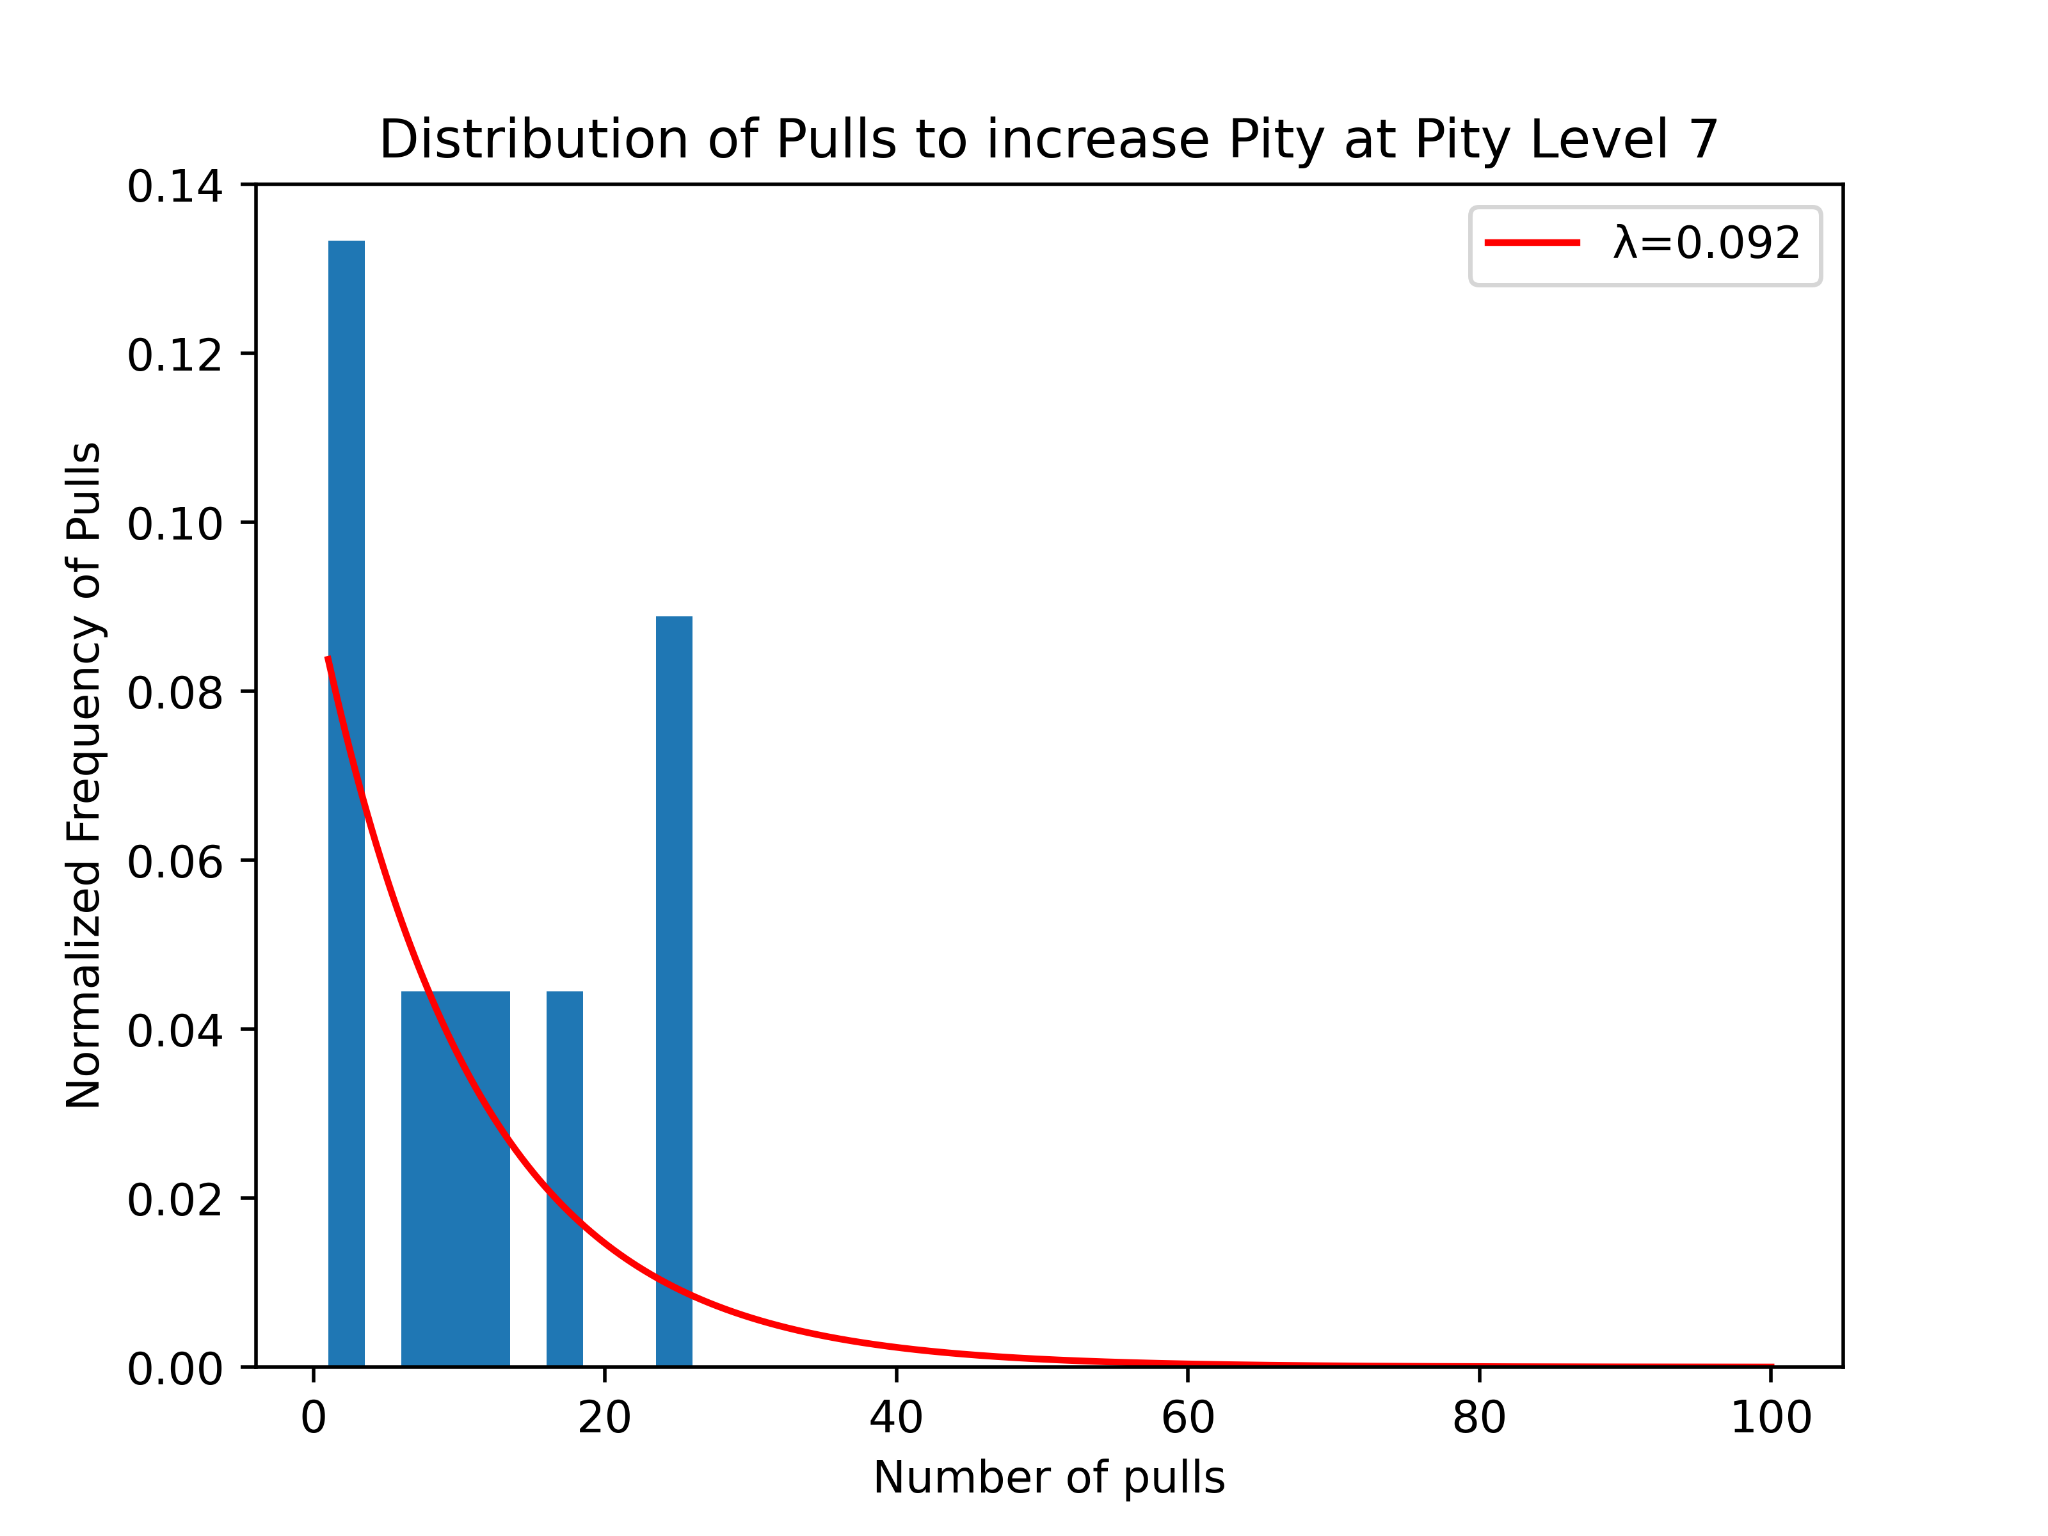 Distribution of Pulls to increase Pity at Pity Level 7
λ=0.092
0.14
0.12
0.10
0.08
0.06
0.04
0.02
0.00
Normalized Frequency of Pulls
0 20 40 60 80 100
Number of pulls